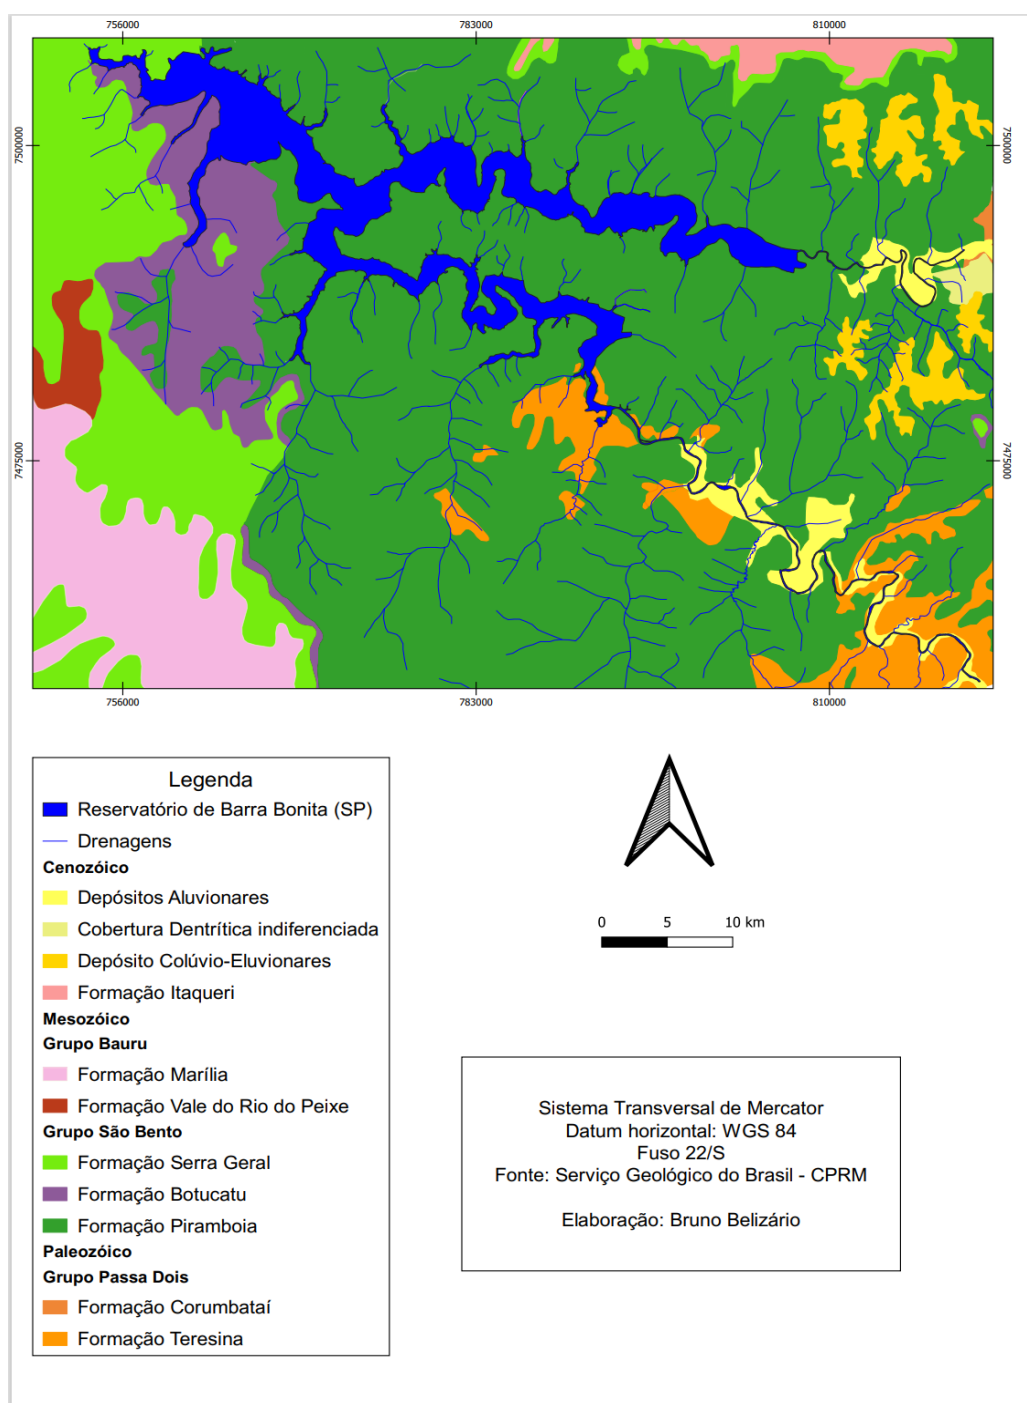 756000
783000
810000
7500000
7500000
7475000
7475000
756000
783000
810000
Legenda
Reservatório de Barra Bonita (SP)
Drenagens
Cenozóico
Depósitos Aluvionares
Cobertura Dentrítica indiferenciada
Depósito Colúvio-Eluvionares
Formação Itaqueri
Mesozóico
Grupo Bauru
Formação Marília
Formação Vale do Rio do Peixe
Grupo São Bento
Formação Serra Geral
Formação Botucatu
Formação Piramboia
Paleozóico
Grupo Passa Dois
Formação Corumbataí
Formação Teresina
0 5 10 km
Sistema Transversal de Mercator
Datum horizontal: WGS 84
Fuso 22/S
Fonte: Serviço Geológico do Brasil - CPRM
Elaboração: Bruno Belizário